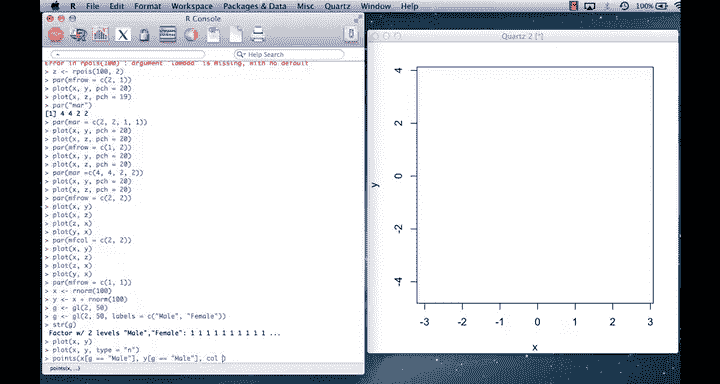 R File Edit Format Workspace Packages & Data Misc Quartz Window Help 100%
R Console
Quartz 2 [*]
Help Search
Error in rpois(100) : argument "lambda" is missing, with no default
> z <- rpois(100, 2)
> par(mfrow = c(2, 1))
> plot(x, y, pch = 20)
> plot(x, z, pch = 19)
> par("mar")
[1] 4 4 2 2
> par(mar = c(2, 2, 1, 1))
> plot(x, y, pch = 20)
> plot(x, z, pch = 20)
> par(mfrow = c(1, 2))
> plot(x, y, pch = 20)
> plot(x, z, pch = 20)
> par(mar =c(4, 4, 2, 2))
> plot(x, y, pch = 20)
> plot(x, z, pch = 20)
> par(mfrow = c(2, 2))
> plot(x, y)
> plot(x, z)
> plot(z, x)
> plot(y, x)
> par(mfcol = c(2, 2))
> plot(x, y)
> plot(x, z)
> plot(z, x)
> plot(y, x)
> par(mfrow = c(1, 1))
> x <- rnorm(100)
> y <- x + rnorm(100)
> g <- gl(2, 50)
> g <- gl(2, 50, labels = c("Male", "Female"))
> str(g)
Factor w/ 2 levels "Male","Female": 1 1 1 1 1 1 1 1 1 1 ...
> plot(x, y)
> plot(x, y, type = "n")
> points(x[g == "Male"], y[g == "Male"], col )
points(x, ...)
4
2
0
-2
-4
y
-3 -2 -1 0 1 2 3
x